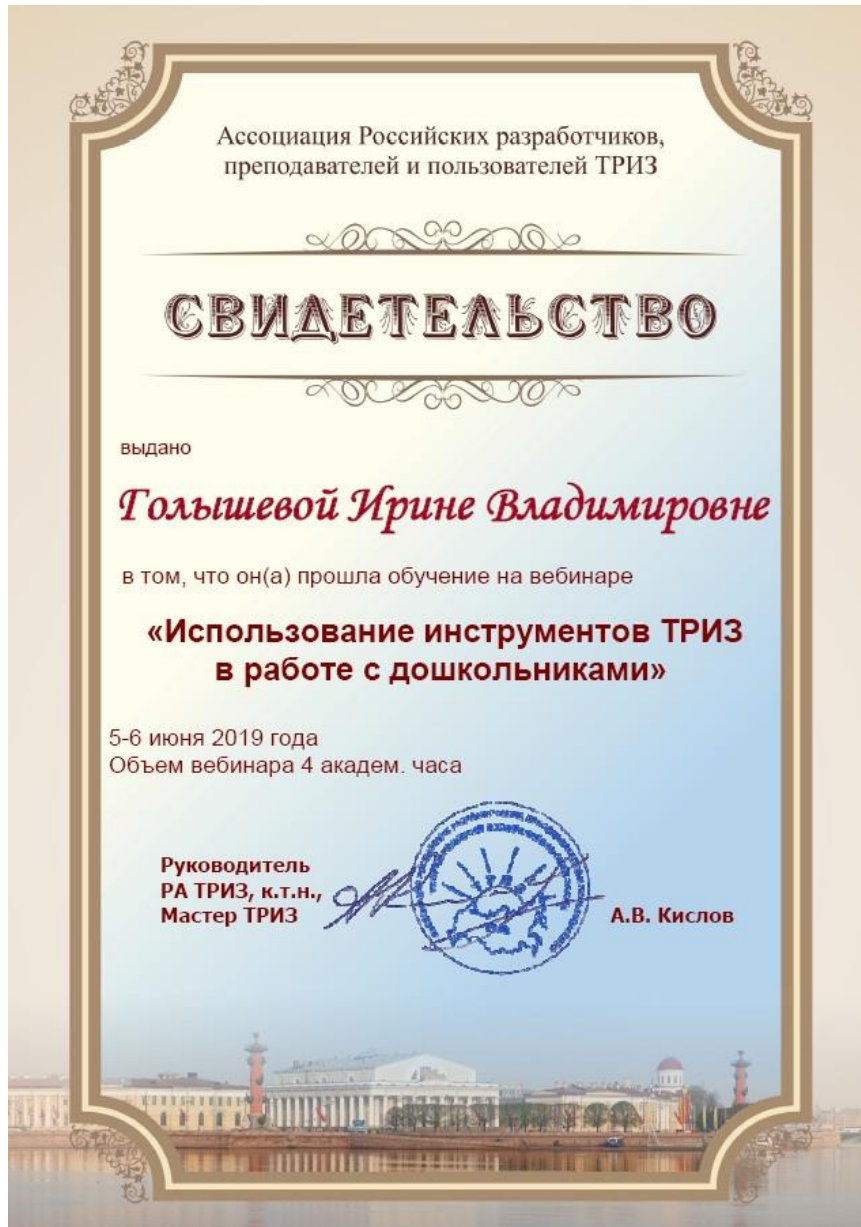 Ассоциация Российских разработчиков,
преподавателей и пользователей ТРИЗ
СВИДЕТЕЛЬСТВО
выдано
Голышевой Ирине Владимировне
в том, что он(а) прошла обучение на вебинаре
«Использование инструментов ТРИЗ
в работе с дошкольниками»
5-6 июня 2019 года
Объем вебинара 4 академ. часа
Руководитель
РА ТРИЗ, к.т.н.,
Мастер ТРИЗ
А.В. Кислов